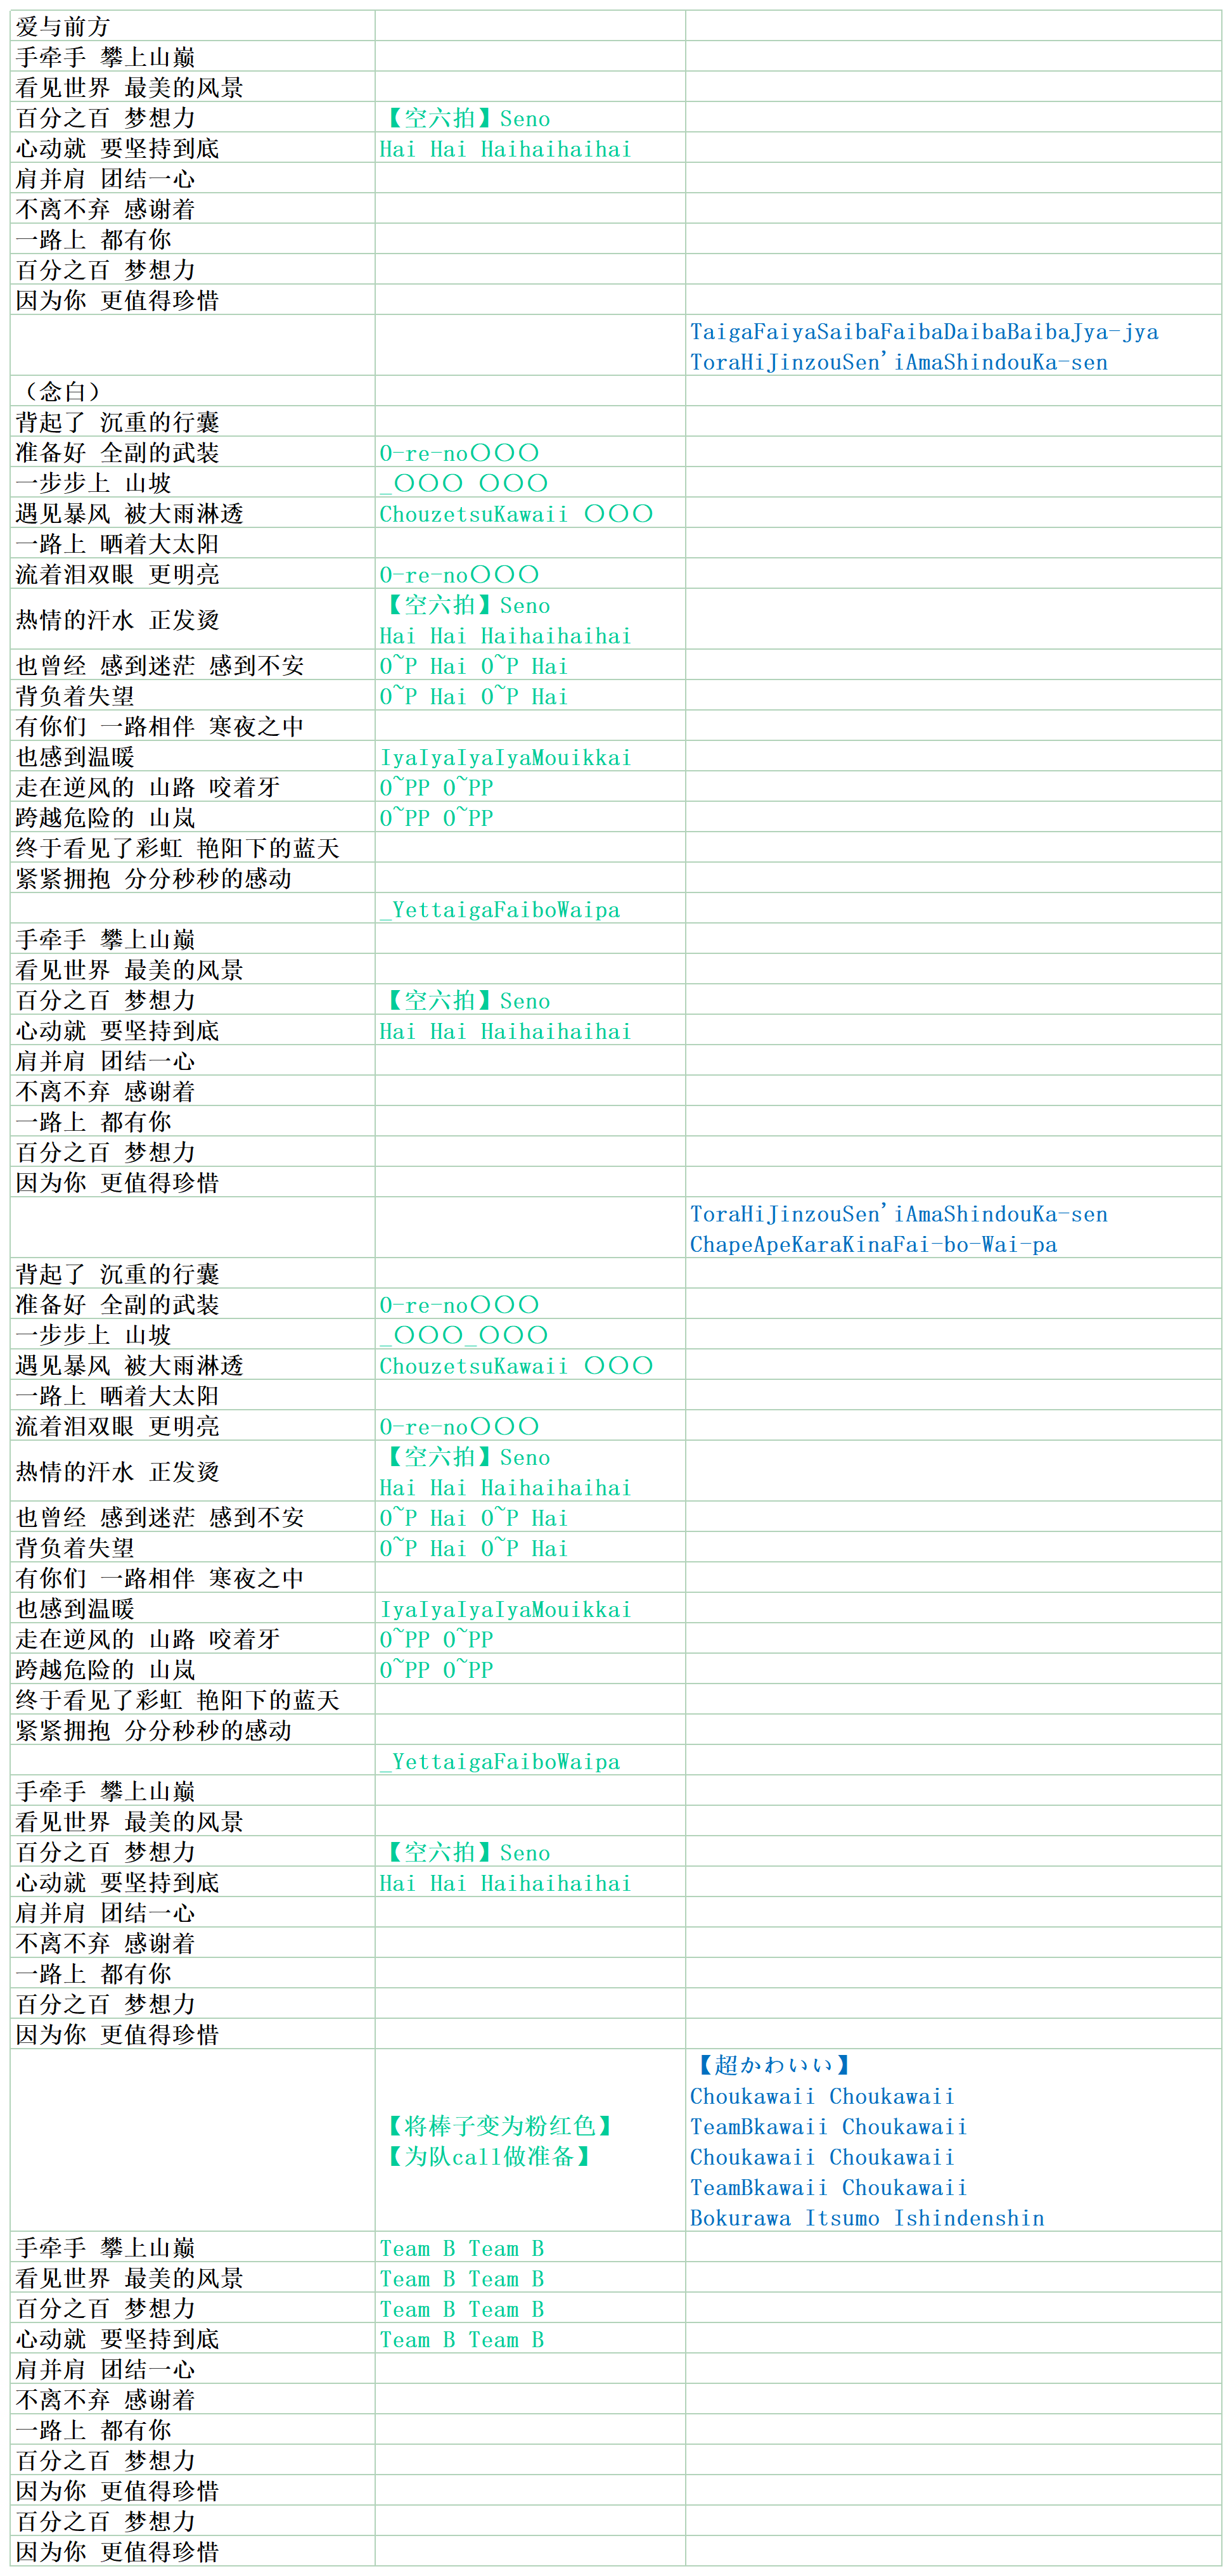 爱与前方
手牵手 攀上山巅
看见世界 最美的风景
百分之百 梦想力 【空六拍】Seno
心动就 要坚持到底 Hai Hai Haihaihaihai
肩并肩 团结一心
不离不弃 感谢着
一路上 都有你
百分之百 梦想力
因为你 更值得珍惜
TaigaFaiyaSaibaFaibaDaibaBaibaJya-jya
ToraHiJinzouSen'iAmaShindouKa-sen
（念白）
背起了 沉重的行囊
准备好 全副的武装 O-re-no〇〇〇
一步步上 山坡 _〇〇〇 〇〇〇
遇见暴风 被大雨淋透 ChouzetsuKawaii 〇〇〇
一路上 晒着大太阳
流着泪双眼 更明亮 O-re-no〇〇〇
热情的汗水 正发烫 【空六拍】Seno
Hai Hai Haihaihaihai
也曾经 感到迷茫 感到不安 O~P Hai O~P Hai
背负着失望 O~P Hai O~P Hai
有你们 一路相伴 寒夜之中
也感到温暖 IyaIyaIyaIyaMouikkai
走在逆风的 山路 咬着牙 O~PP O~PP
跨越危险的 山岚 O~PP O~PP
终于看见了彩虹 艳阳下的蓝天
紧紧拥抱 分分秒秒的感动
_YettaigaFaiboWaipa
手牵手 攀上山巅
看见世界 最美的风景
百分之百 梦想力 【空六拍】Seno
心动就 要坚持到底 Hai Hai Haihaihaihai
肩并肩 团结一心
不离不弃 感谢着
一路上 都有你
百分之百 梦想力
因为你 更值得珍惜
ToraHiJinzouSen'iAmaShindouKa-sen
ChapeApeKaraKinaFai-bo-Wai-pa
背起了 沉重的行囊
准备好 全副的武装 O-re-no〇〇〇
一步步上 山坡 _〇〇〇_〇〇〇
遇见暴风 被大雨淋透 ChouzetsuKawaii 〇〇〇
一路上 晒着大太阳
流着泪双眼 更明亮 O-re-no〇〇〇
热情的汗水 正发烫 【空六拍】Seno
Hai Hai Haihaihaihai
也曾经 感到迷茫 感到不安 O~P Hai O~P Hai
背负着失望 O~P Hai O~P Hai
有你们 一路相伴 寒夜之中
也感到温暖 IyaIyaIyaIyaMouikkai
走在逆风的 山路 咬着牙 O~PP O~PP
跨越危险的 山岚 O~PP O~PP
终于看见了彩虹 艳阳下的蓝天
紧紧拥抱 分分秒秒的感动
_YettaigaFaiboWaipa
手牵手 攀上山巅
看见世界 最美的风景
百分之百 梦想力 【空六拍】Seno
心动就 要坚持到底 Hai Hai Haihaihaihai
肩并肩 团结一心
不离不弃 感谢着
一路上 都有你
百分之百 梦想力
因为你 更值得珍惜
【将棒子变为粉红色】
【为队call做准备】
【超かわいい】
Choukawaii Choukawaii
TeamBkawaii Choukawaii
Choukawaii Choukawaii
TeamBkawaii Choukawaii
Bokurawa Itsumo Ishindenshin
手牵手 攀上山巅 Team B Team B
看见世界 最美的风景 Team B Team B
百分之百 梦想力 Team B Team B
心动就 要坚持到底 Team B Team B
肩并肩 团结一心
不离不弃 感谢着
一路上 都有你
百分之百 梦想力
因为你 更值得珍惜
百分之百 梦想力
因为你 更值得珍惜